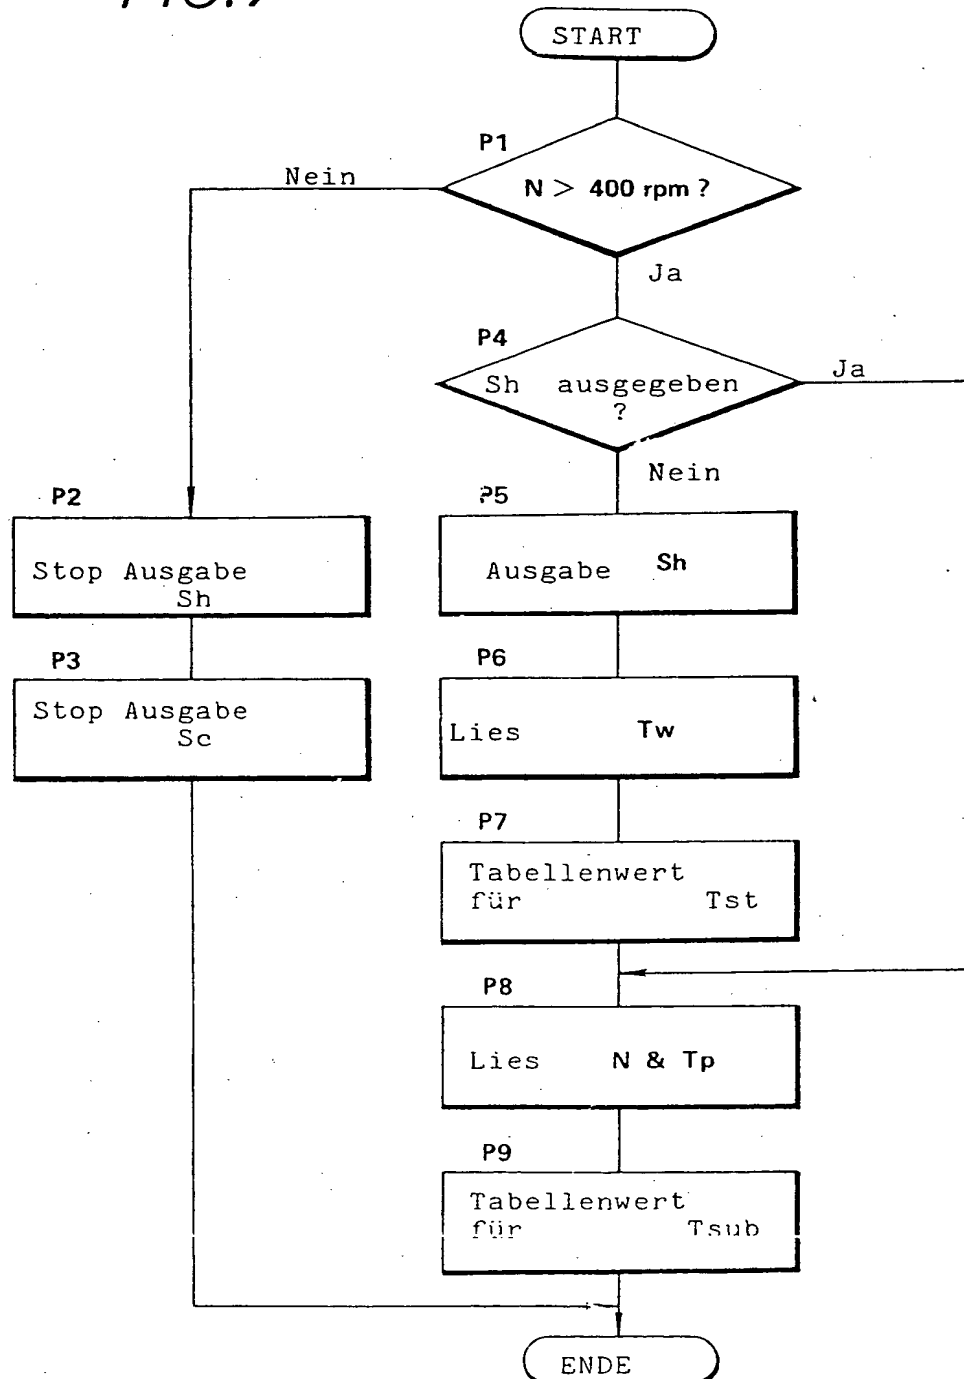 START
P1
Nein
N > 400 rpm ?
Ja
P4
Sh ausgegeben
?
Ja
Nein
P2
Stop Ausgabe
Sh
P5
Ausgabe Sh
P3
Stop Ausgabe
Sc
P6
Lies Tw
P7
Tabellenwert
für Tst
P8
Lies N & Tp
P9
Tabellenwert
für Tsub
ENDE